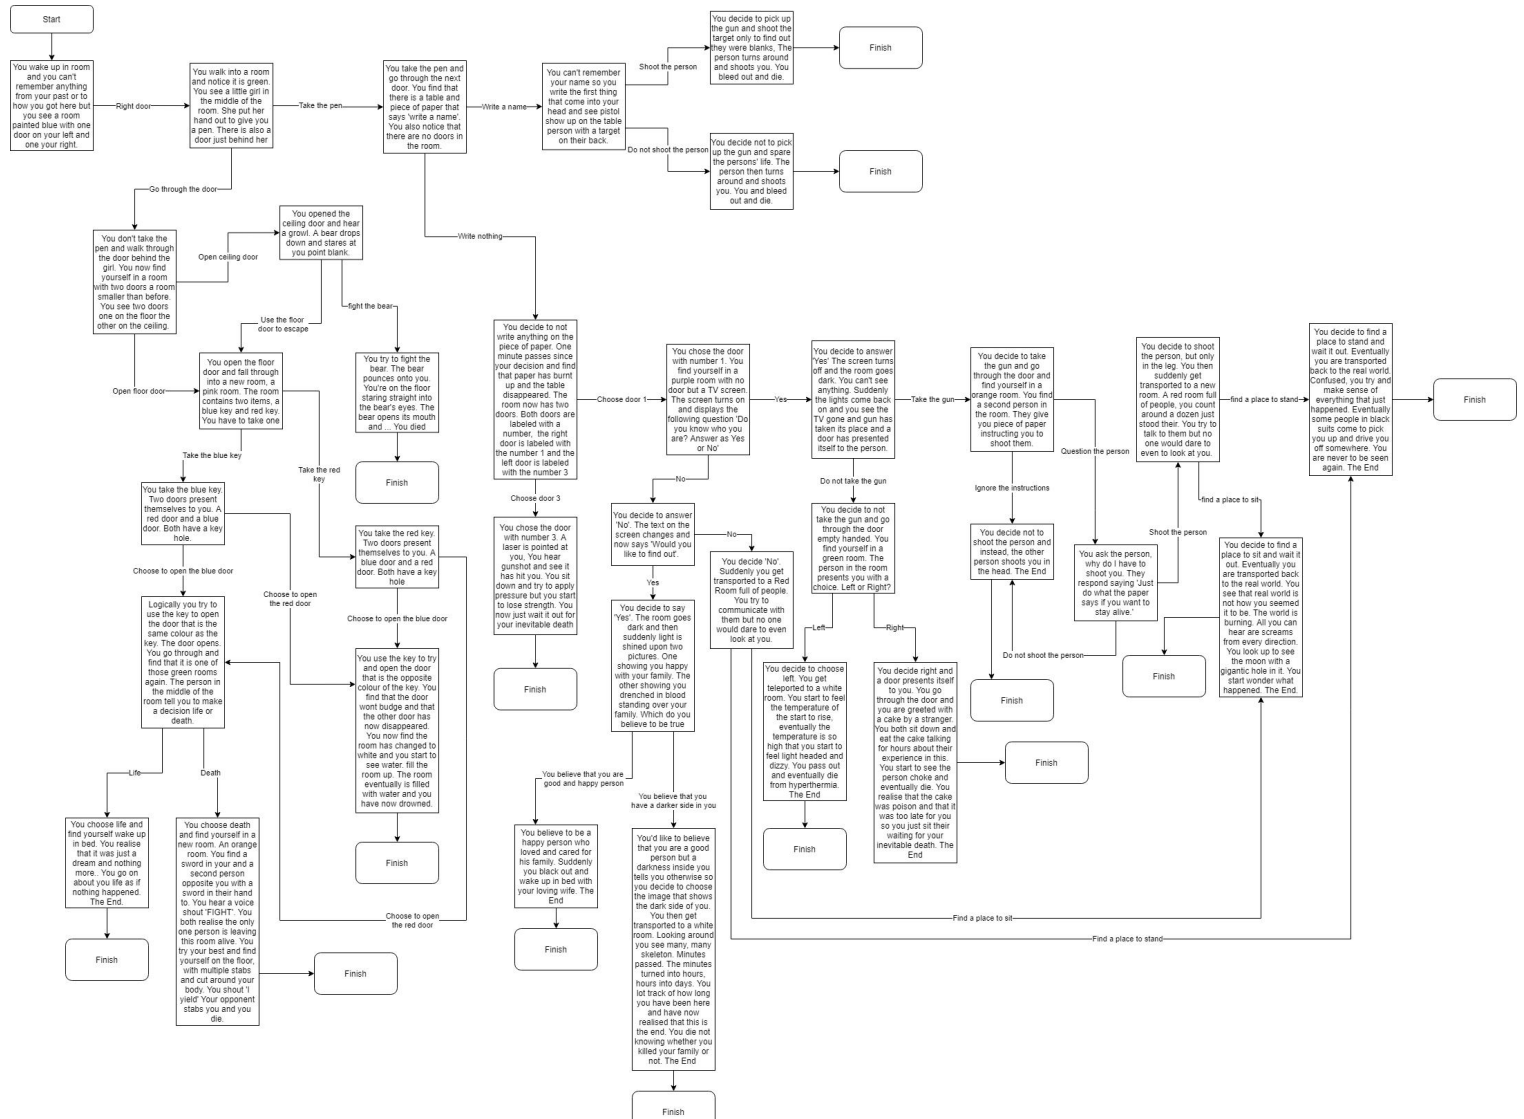 Start
You wake up in room
and you can't
remember anything
from your past or to
how you got here but
you see a room
painted blue with one
door on your left and
one your right.
Right door
You walk into a room
and notice it is green.
You see a little girl
in the middle of the
room. She put her
hand out to give you
a pen. There is also a
door just behind her
Take the pen
You take the pen and
go through the next
door. You find that
there is a table and
piece of paper that
says 'write a name'.
You also notice that
there are no doors in
the room.
Write a name
You can't remember
your name so you
write the first thing
that come into your
head and see pistol
show up on the table
person with a target
on their back.
Shoot the person
You decide to pick up
the gun and shoot the
target only to find out
they were blanks, The
person turns around
and shoots you. You
bleed out and die.
Finish
Do not shoot the person
You decide not to pick
up the gun and spare
the persons' life. The
person then turns
around and shoots
you. You and bleed
out and die.
Finish
Go through the door
You don't take the
pen and walk through
the door behind the
girl. You now find
yourself in a room
with two doors a room
smaller than before.
You see two doors
one on the floor the
other on the ceiling.
Open ceiling door
You opened the
ceiling door and hear
a growl. A bear drops
down and stares at
you point blank.
Use the floor
door to escape
fight the bear
Open floor door
You open the floor
door and fall through
into a new room, a
pink room. The room
contains two items, a
blue key and red key.
You have to take one
You try to fight the
bear. The bear
pounces onto you.
You're on the floor
staring straight into
the bear's eyes. The
bear opens its mouth
and ... You died
Finish
Take the blue key
Take the red
key
You take the blue key.
Two doors present
themselves to you. A
red door and a blue
door. Both have a key
hole.
You take the red key.
Two doors present
themselves to you. A
blue door and a red
door. Both have a key
hole
Choose to open the blue door
Choose to open
the red door
Choose to open the blue door
Choose to open
the red door
Logically you try to
use the key to open
the door that is the
same colour as the
key. The door opens.
You go through and
find that it is one of
those green rooms
again. The person in
the middle of the
room tell you to make
a decision life or
death.
You use the key to try
and open the door
that is the opposite
colour of the key. You
find that the door
wont budge and that
the other door has
now disappeared.
You now find the
room has changed to
white and you start to
see water. fill the
room up. The room
eventually is filled
with water and you
have now drowned.
Finish
Life
Death
You choose life and
find yourself wake up
in bed. You realise
that it was just a
dream and nothing
more.. You go on
about you life as if
nothing happened.
The End.
Finish
You choose death
and find yourself in a
new room. An orange
room. You find a
sword in your and a
second person
opposite you with a
sword in their hand
to. You hear a voice
shout 'FIGHT'. You
both realise the only
one person is leaving
this room alive. You
try your best and find
yourself on the floor,
with multiple stabs
and cut around your
body. You shout 'I
yield' Your opponent
stabs you and you
die.
Finish
Write nothing
You decide to not
write anything on the
piece of paper. One
minute passes since
your decision and find
that paper has burnt
up and the table
disappeared. The
room now has two
doors. Both doors are
labeled with a
number, the right
door is labeled with
the number 1 and the
left door is labeled
with the number 3
Choose door 1
Choose door 3
You chose the door
with number 3. A
laser is pointed at
you, You hear
gunshot and see it
has hit you. You sit
down and try to apply
pressure but you start
to lose strength. You
now just wait it out for
your inevitable death
Finish
You chose the door
with number 1. You
find yourself in a
purple room with no
door but a TV screen.
The screen turns on
and displays the
following question 'Do
you know who you
are? Answer as Yes
or No'
Yes
No
You decide to answer
'No'. The text on the
screen changes and
now says 'Would you
like to find out'.
No
Yes
You decide 'No'.
Suddenly you get
transported to a Red
Room full of people.
You try to
communicate with
them but no one
would dare to even
look at you.
You decide to say
'Yes'. The room goes
dark and then
suddenly light is
shined upon two
pictures. One
showing you happy
with your family. The
other showing you
drenched in blood
standing over your
family. Which do you
believe to be true
You believe that you are
good and happy person
You believe that you
have a darker side in you
You believe to be a
happy person who
loved and cared for
his family. Suddenly
you black out and
wake up in bed with
your loving wife. The
End
Finish
You'd like to believe
that you are a good
person but a
darkness inside you
tells you otherwise so
you decide to choose
the image that shows
the dark side of you.
You then get
transported to a white
room. Looking around
you see many, many
skeleton. Minutes
passed. The minutes
turned into hours,
hours into days. You
lot track of how long
you have been here
and have now
realised that this is
the end. You die not
knowing whether you
killed your family or
not. The End
Finish
You decide to answer
'Yes' The screen turns
off and the room goes
dark. You can't see
anything. Suddenly
the lights come back
on and you see the
TV gone and gun has
taken its place and a
door has presented
itself to the person.
Take the gun
Do not take the gun
You decide to not
take the gun and go
through the door
empty handed. You
find yourself in a
green room. The
person in the room
presents you with a
choice. Left or Right?
Left
Right
You decide to choose
left. You get
teleported to a white
room. You start to feel
the temperature of
the start to rise,
eventually the
temperature is so
high that you start to
feel light headed and
dizzy. You pass out
and eventually die
from hyperthermia.
The End
Finish
You decide right and
a door presents itself
to you. You go
through the door and
you are greeted with
a cake by a stranger.
You both sit down and
eat the cake talking
for hours about their
experience in this.
You start to see the
person choke and
eventually die. You
realise that the cake
was poison and that it
was too late for you
so you just sit their
waiting for your
inevitable death. The
End
Finish
You decide to take
the gun and go
through the door and
find yourself in a
orange room. You find
a second person in
the room. They give
you piece of paper
instructing you to
shoot them.
Ignore the instructions
Question the person
You decide not to
shoot the person and
instead, the other
person shoots you in
the head. The End
Finish
You ask the person,
why do I have to
shoot you. They
respond saying 'Just
do what the paper
says if you want to
stay alive.'
Do not shoot the person
Shoot the person
You decide to shoot
the person, but only
in the leg. You then
suddenly get
transported to a new
room. A red room full
of people, you count
around a dozen just
stood their. You try to
talk to them but no
one would dare to
even to look at you.
find a place to stand
find a place to sit
You decide to find a
place to stand and
wait it out. Eventually
you are transported
back to the real world.
Confused, you try and
make sense of
everything that just
happened. Eventually
some people in black
suits come to pick
you up and drive you
off somewhere. You
are never to be seen
again. The End
Finish
You decide to find a
place to sit and wait it
out. Eventually you
are transported back
to the real world. You
see that real world is
not how you seemed
it to be. The world is
burning. All you can
hear are screams
from every direction.
You look up to see
the moon with a
gigantic hole in it. You
start wonder what
happened. The End.
Finish
Find a place to sit
Find a place to stand